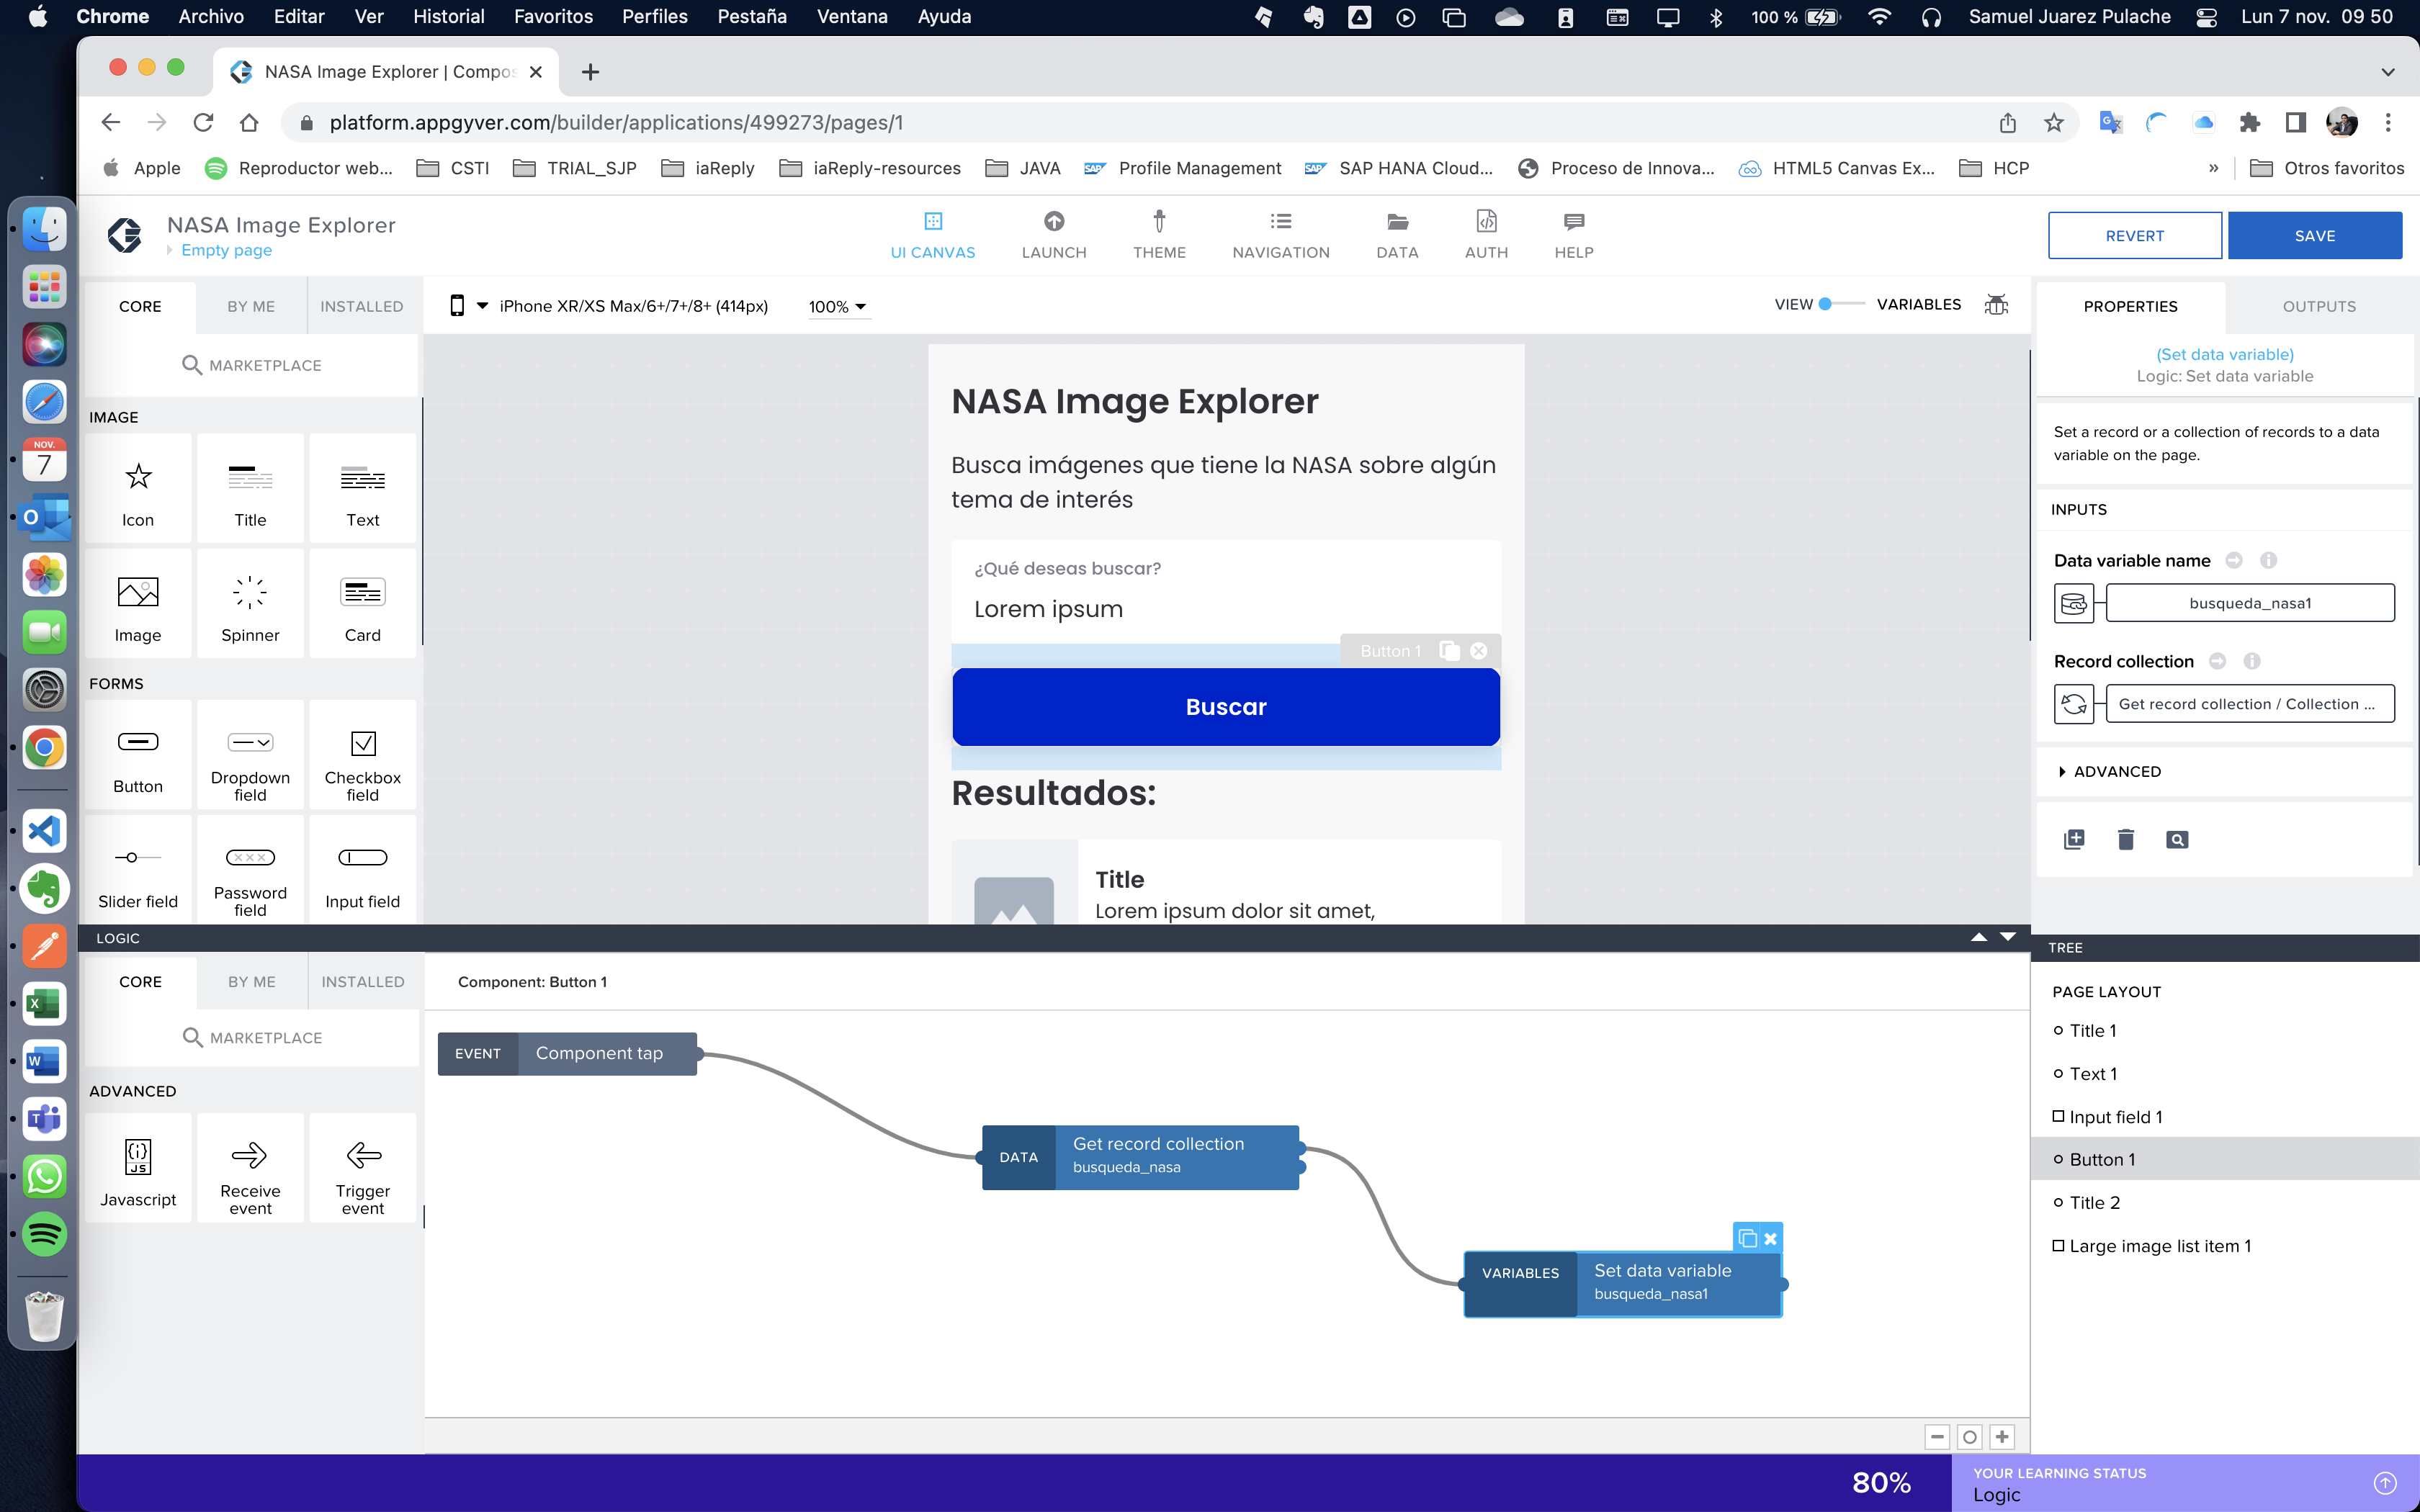 Chrome Archivo Editar Ver Historial Favoritos Perfiles Pestaña Ventana Ayuda 100 % Samuel Juarez Pulache Lun 7 nov. 09 50
NASA Image Explorer | Compos
platform.appgyver.com/builder/applications/499273/pages/1
Apple Reproductor web... CSTI TRIAL_SJP iaReply iaReply-resources JAVA SAP Profile Management SAP SAP HANA Cloud... Proceso de Innova... HTML5 Canvas Ex... HCP » Otros favoritos
NASA Image Explorer
Empty page
UI CANVAS LAUNCH THEME NAVIGATION DATA AUTH HELP
REVERT SAVE
CORE BY ME INSTALLED
iPhone XR/XS Max/6+/7+/8+ (414px) 100%
VIEW VARIABLES
PROPERTIES OUTPUTS
MARKETPLACE
(Set data variable)
Logic: Set data variable
IMAGE
Icon Title Text
Image Spinner Card
FORMS
Button Dropdown field Checkbox field
Slider field Password field Input field
NASA Image Explorer
Busca imágenes que tiene la NASA sobre algún
tema de interés
¿Qué deseas buscar?
Lorem ipsum
Button 1
Buscar
Resultados:
Title
Lorem ipsum dolor sit amet,
Set a record or a collection of records to a data
variable on the page.
INPUTS
Data variable name
busqueda_nasa1
Record collection
Get record collection / Collection ...
ADVANCED
LOGIC
CORE BY ME INSTALLED
MARKETPLACE
ADVANCED
JS
Javascript Receive event Trigger event
Component: Button 1
EVENT Component tap
DATA Get record collection
busqueda_nasa
VARIABLES Set data variable
busqueda_nasa1
TREE
PAGE LAYOUT
Title 1
Text 1
Input field 1
Button 1
Title 2
Large image list item 1
80%
YOUR LEARNING STATUS
Logic
NOV.
7